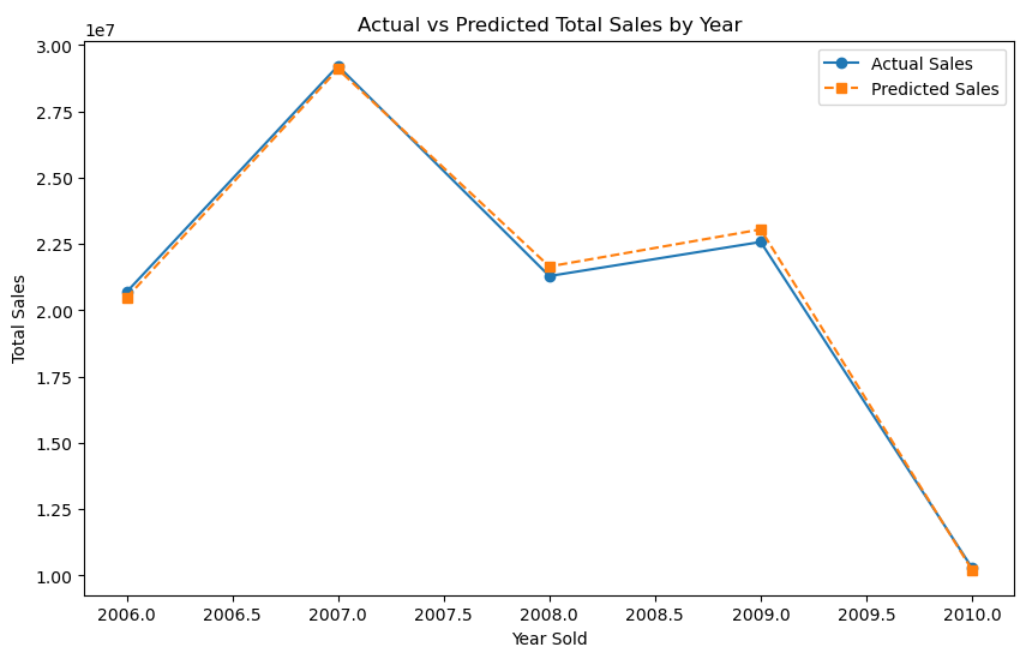 Actual vs Predicted Total Sales by Year
1e7
Actual Sales
Predicted Sales
3.00
2.75
2.50
2.25
2.00
1.75
1.50
1.25
1.00
Total Sales
2006.0 2006.5 2007.0 2007.5 2008.0 2008.5 2009.0 2009.5 2010.0
Year Sold